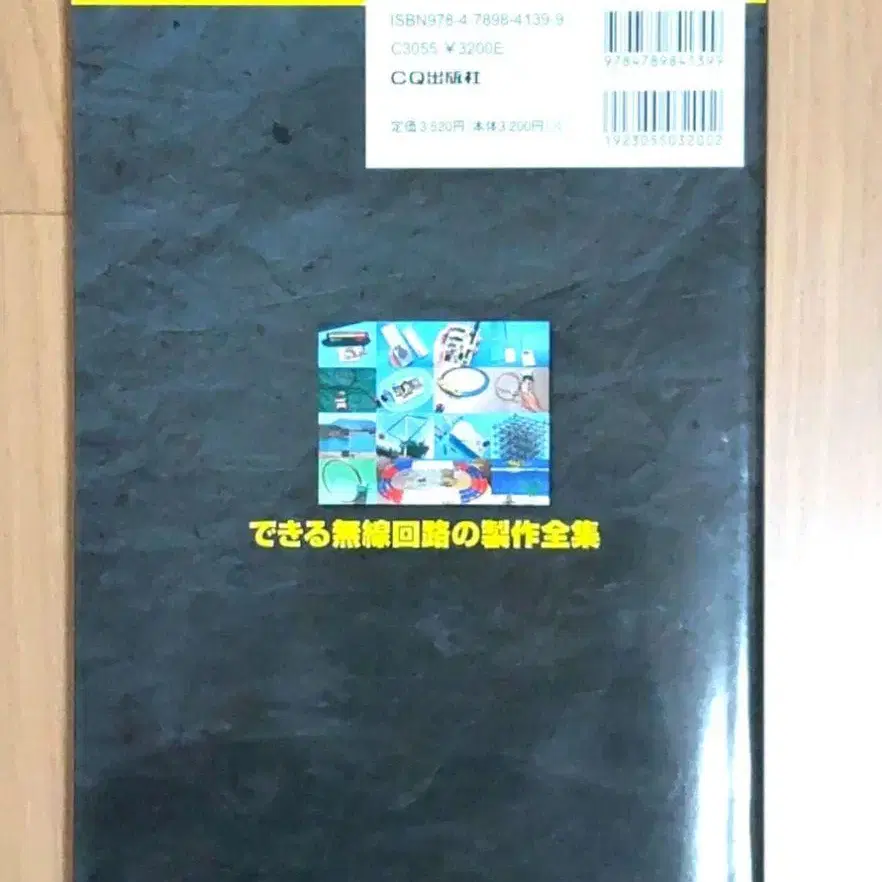 ISBN978-4-7898-4139-9
C3055 ¥3200E
CQ出版社
定価3,520円(本体3,200円)
9784789841399
1923055032002
できる無線回路の製作全集